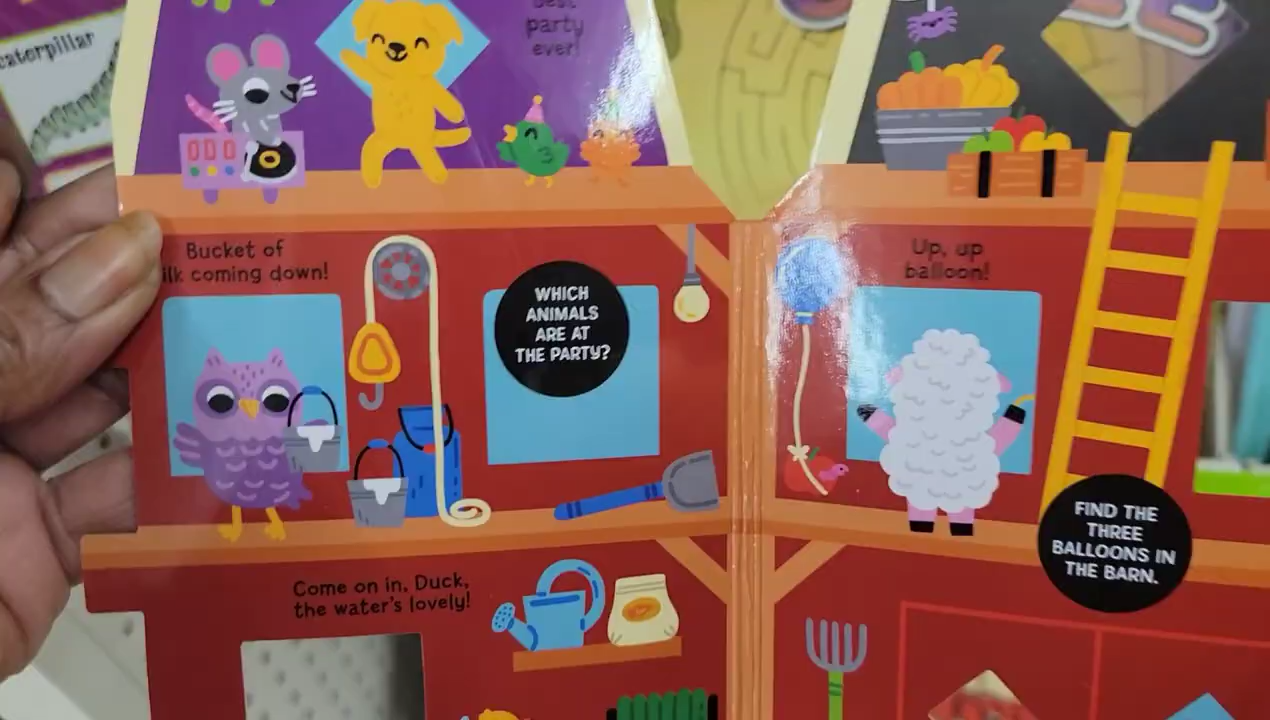 caterpillar
best
party
ever!
Bucket of
ilk coming down!
WHICH
ANIMALS
ARE AT
THE PARTY?
Up, up
balloon!
FIND THE
THREE
BALLOONS IN
THE BARN.
Come on in, Duck,
the water's lovely!